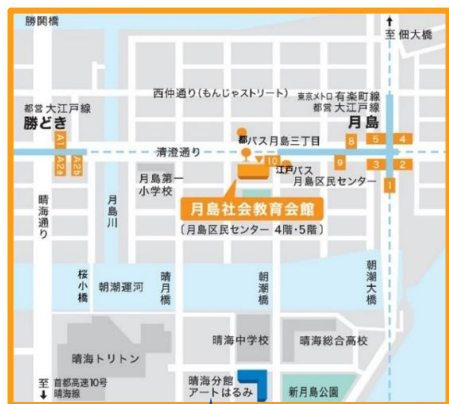 勝鬨橋
至 佃大橋
西仲通り(もんじゃストリート)
東京メトロ 有楽町線
都営 大江戸線
月島
都営 大江戸線
勝どき
都バス月島三丁目
A1
A2a
A2b
清澄通り
10
8
5
4
9
3
2
1
江戸バス
月島区民センター
月島第一
小学校
月島社会教育会館
〔月島区民センター 4階・5階〕
晴海通り
月島川
朝潮大橋
桜小橋
朝潮運河
晴月橋
朝潮橋
晴海中学校
晴海総合高校
晴海トリトン
晴海分館
アートはるみ
新月島公園
至 首都高速10号
晴海線